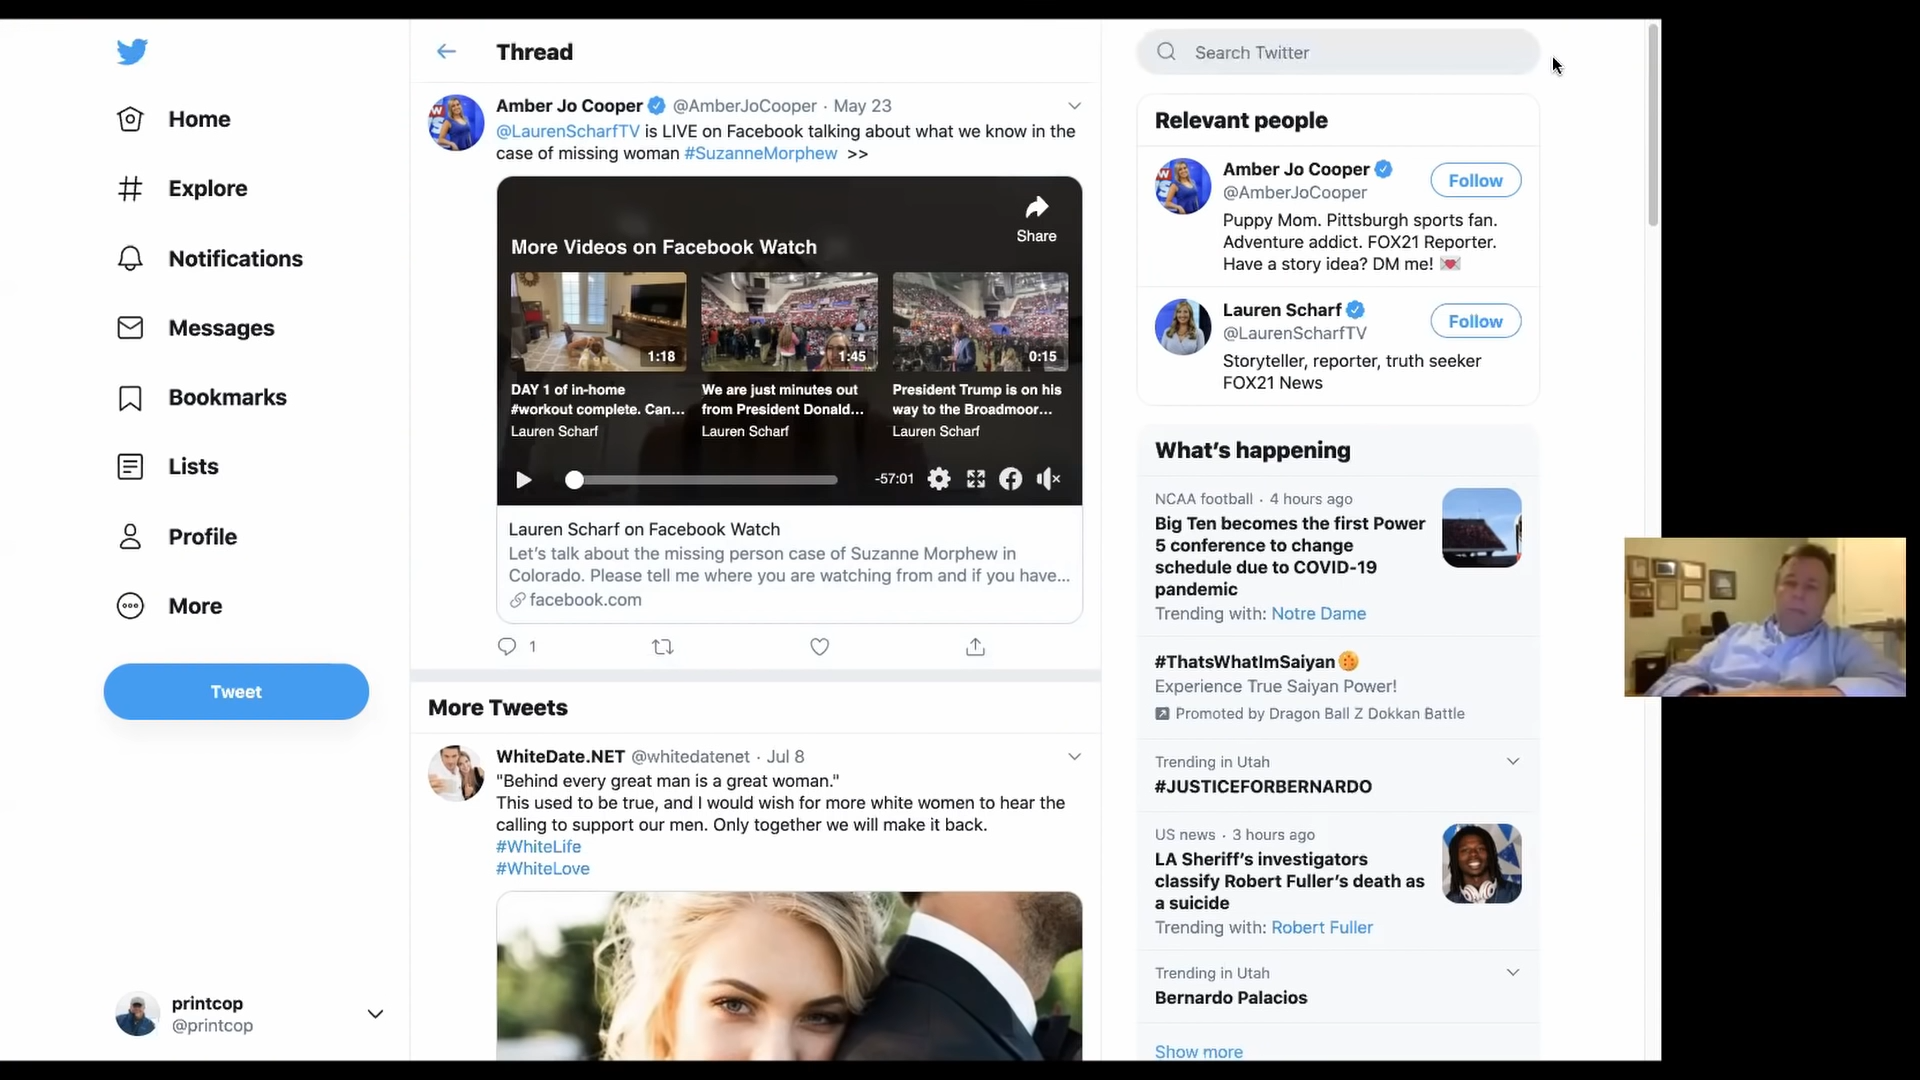 Home
Explore
Notifications
Messages
Bookmarks
Lists
Profile
More
Tweet
printcop
@printcop
Thread
Amber Jo Cooper @AmberJoCooper · May 23
@LaurenScharfTV is LIVE on Facebook talking about what we know in the
case of missing woman #SuzanneMorphew >>
Share
More Videos on Facebook Watch
1:18
1:45
0:15
DAY 1 of in-home
#workout complete. Can...
Lauren Scharf
We are just minutes out
from President Donald...
Lauren Scharf
President Trump is on his
way to the Broadmoor...
Lauren Scharf
-57:01
Lauren Scharf on Facebook Watch
Let's talk about the missing person case of Suzanne Morphew in
Colorado. Please tell me where you are watching from and if you have...
facebook.com
1
More Tweets
WhiteDate.NET @whitedatenet · Jul 8
"Behind every great man is a great woman."
This used to be true, and I would wish for more white women to hear the
calling to support our men. Only together we will make it back.
#WhiteLife
#WhiteLove
Search Twitter
Relevant people
Amber Jo Cooper
@AmberJoCooper
Follow
Puppy Mom. Pittsburgh sports fan.
Adventure addict. FOX21 Reporter.
Have a story idea? DM me! 💌
Lauren Scharf
@LaurenScharfTV
Follow
Storyteller, reporter, truth seeker
FOX21 News
What's happening
NCAA football · 4 hours ago
Big Ten becomes the first Power
5 conference to change
schedule due to COVID-19
pandemic
Trending with: Notre Dame
#ThatsWhatImSaiyan
Experience True Saiyan Power!
Promoted by Dragon Ball Z Dokkan Battle
Trending in Utah
#JUSTICEFORBERNARDO
US news · 3 hours ago
LA Sheriff's investigators
classify Robert Fuller's death as
a suicide
Trending with: Robert Fuller
Trending in Utah
Bernardo Palacios
Show more